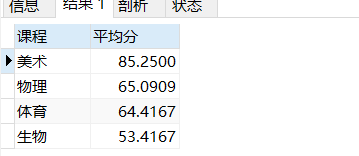 信息 结果 1 剖析 状态
课程 平均分
美术 85.2500
物理 65.0909
体育 64.4167
生物 53.4167